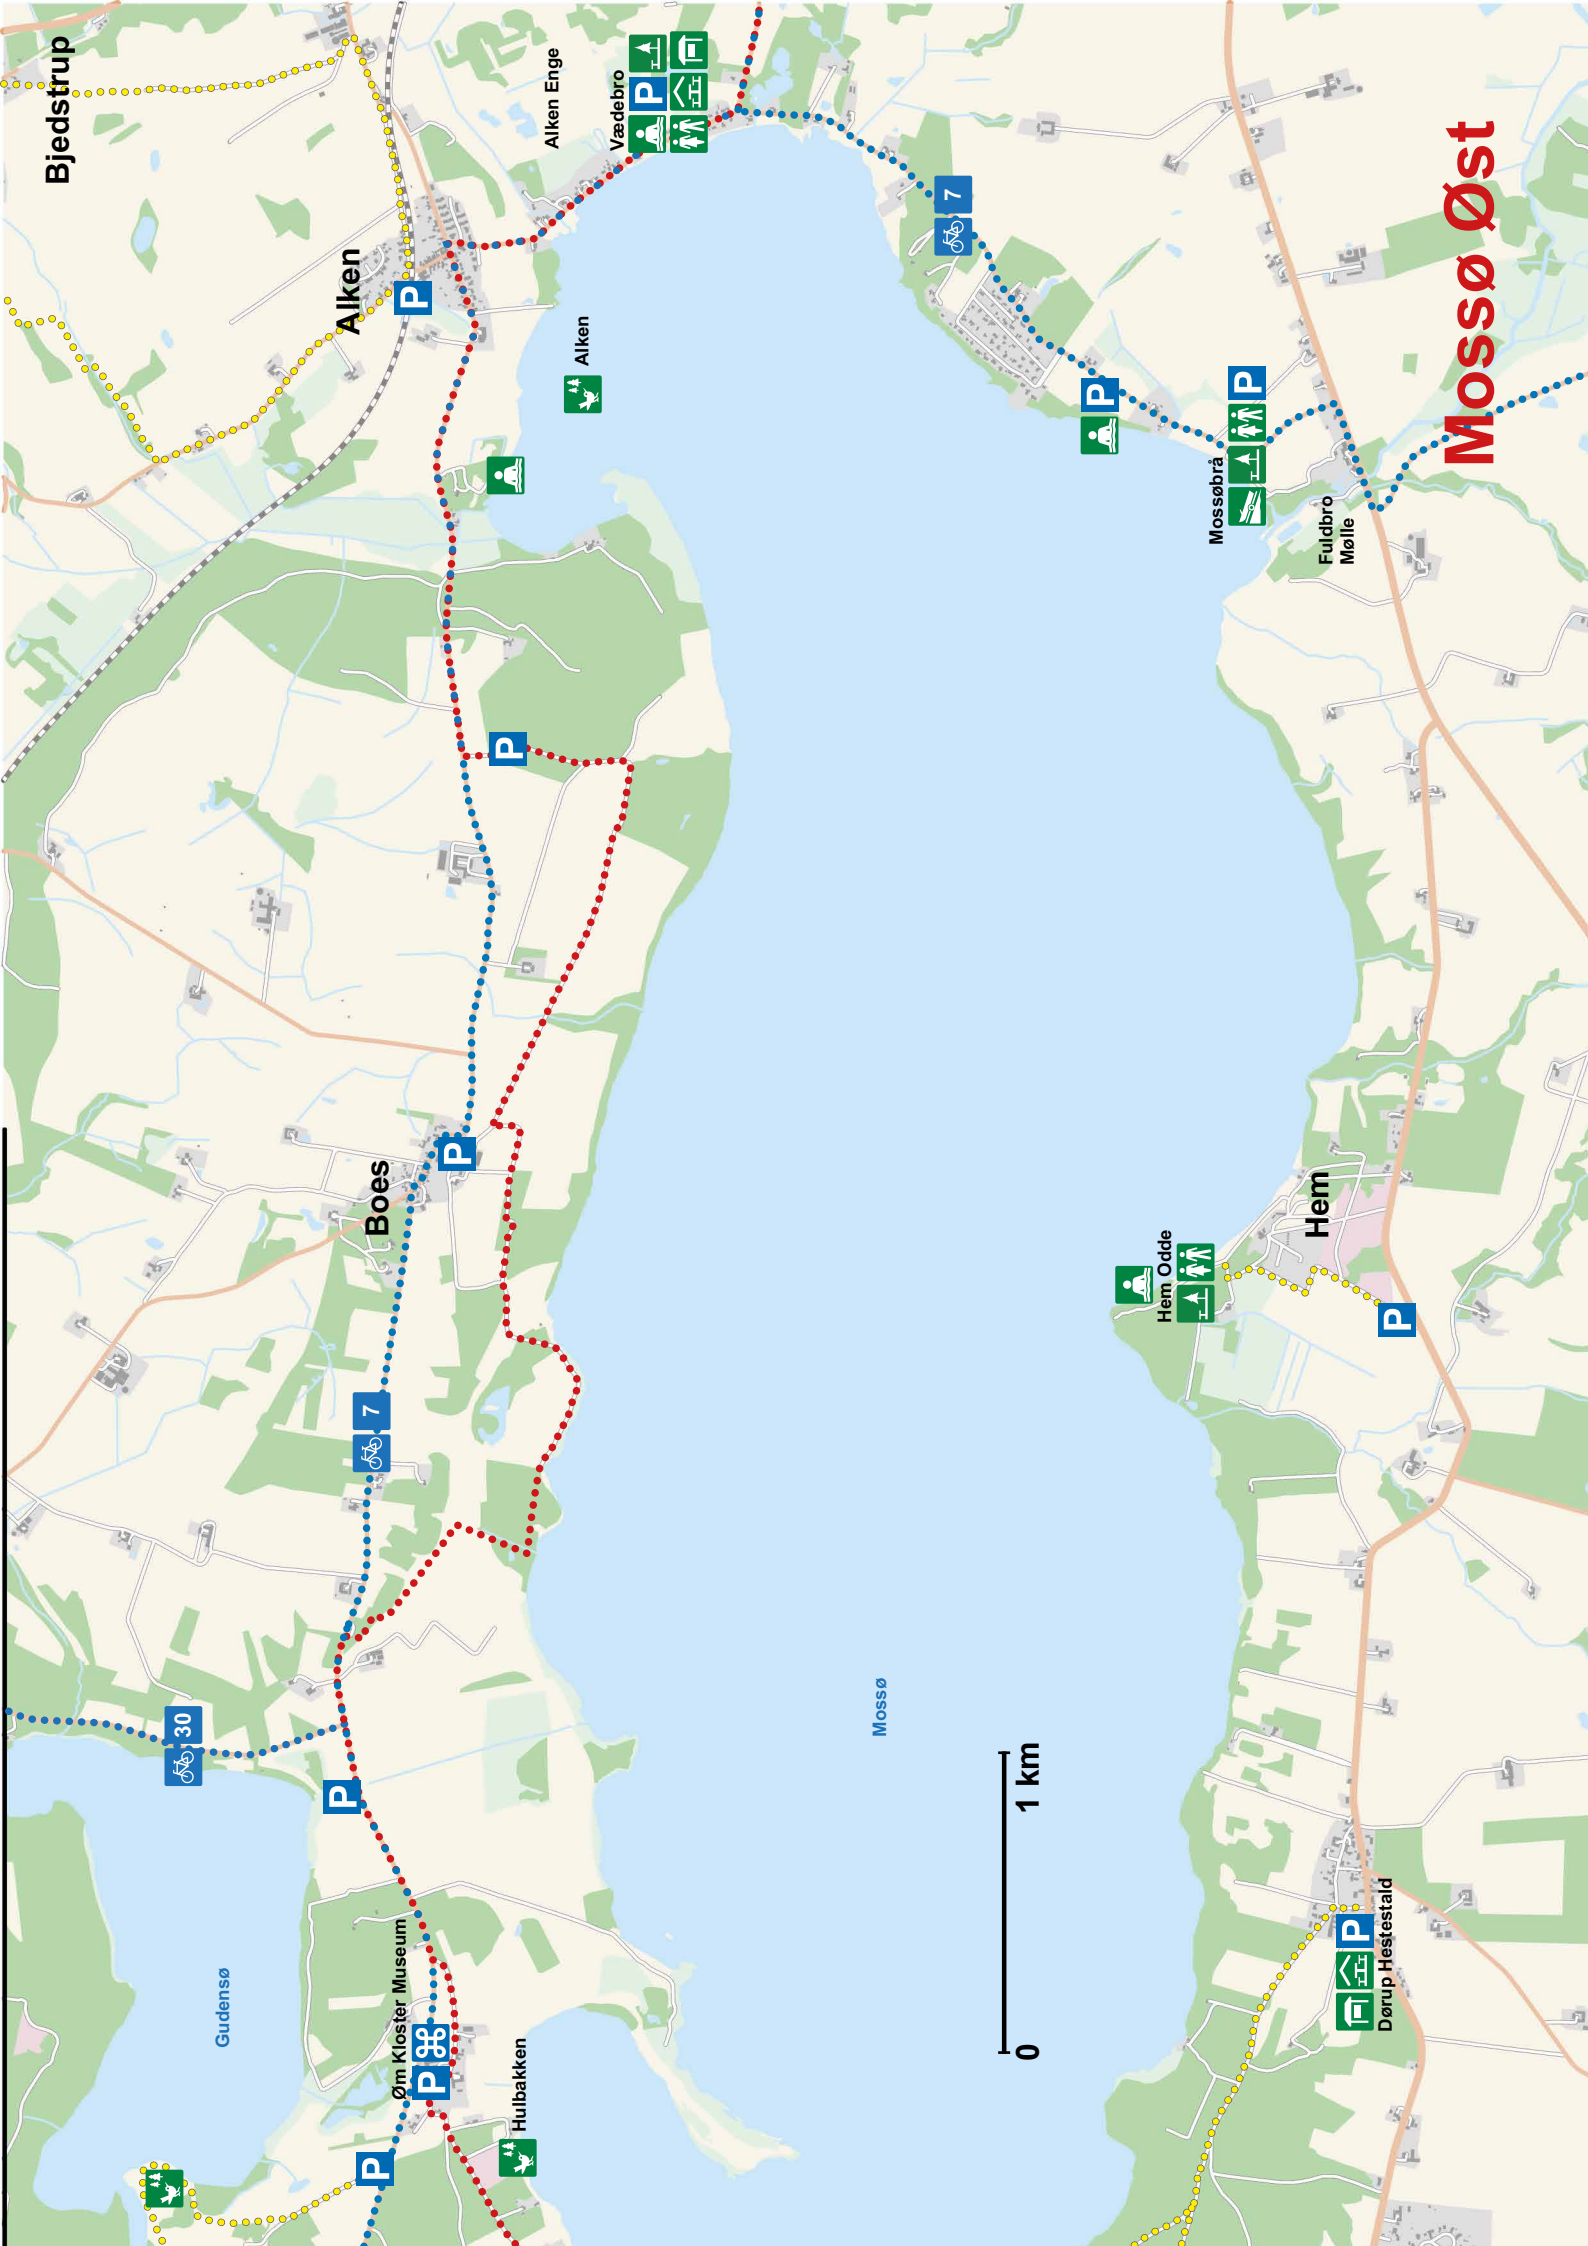 Bjedstrup
Alken
P
Alken Enge
Vædebro
P
Alken
7
P
Mossøbrå
P
Fuldbro
Mølle
Mossø Øst
P
Boes
P
7
Hem Odde
Hem
P
30
P
Mossø
0
1 km
Gudensø
Øm Kloster Museum
P
Hulbakken
P
P
Dørup Hestestald